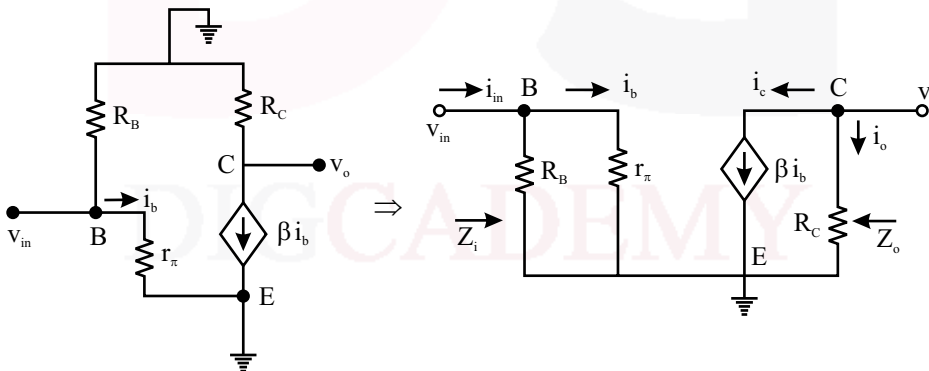 R_B
R_C
C
v_o
i_b
v_in
B
r_π
β i_b
E
⇒
i_in
B
i_b
i_c
C
v
v_in
R_B
r_π
β i_b
i_o
Z_i
R_C
Z_o
E
DIGCADEMY